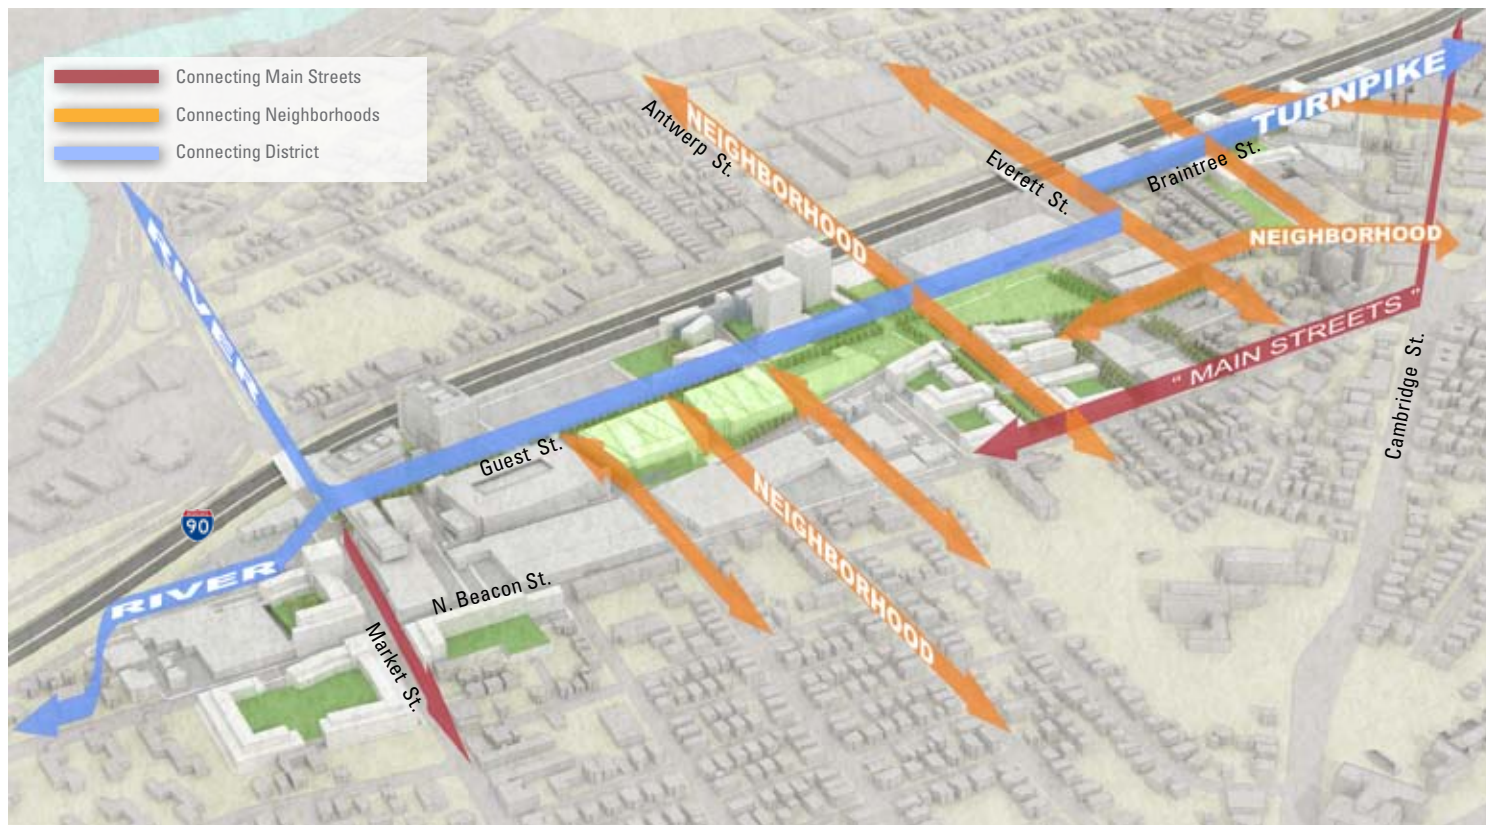 Connecting Main Streets
Connecting Neighborhoods
Connecting District
TURNPIKE
Antwerp St.
NEIGHBORHOOD
Everett St.
Braintree St.
RIVER
NEIGHBORHOOD
" MAIN STREETS "
Cambridge St.
Guest St.
90
NEIGHBORHOOD
RIVER
N. Beacon St.
Market St.